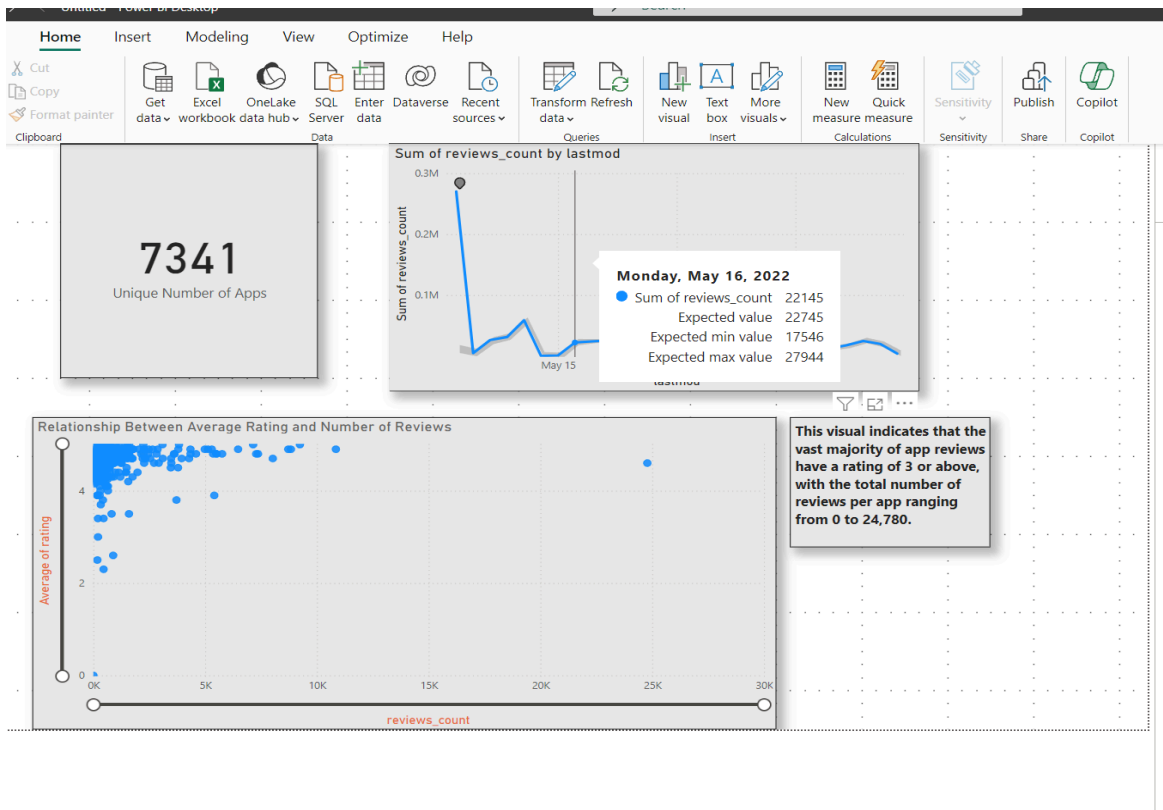 Untitled - Power BI Desktop
Search
Home Insert Modeling View Optimize Help
Cut
Copy
Format painter
Get data
Excel workbook
OneLake data hub
SQL Server
Enter data
Dataverse
Recent sources
Transform data
Refresh
New visual
Text box
More visuals
New measure
Quick measure
Sensitivity
Publish
Copilot
Clipboard Data Queries Insert Calculations Sensitivity Share Copilot
7341
Unique Number of Apps
Sum of reviews_count by lastmod
Sum of reviews_count
0.3M
0.2M
0.1M
May 15
lastmod
Monday, May 16, 2022
Sum of reviews_count 22145
Expected value 22745
Expected min value 17546
Expected max value 27944
Relationship Between Average Rating and Number of Reviews
Average of rating
4
2
0
0K 5K 10K 15K 20K 25K 30K
reviews_count
This visual indicates that the
vast majority of app reviews
have a rating of 3 or above,
with the total number of
reviews per app ranging
from 0 to 24,780.